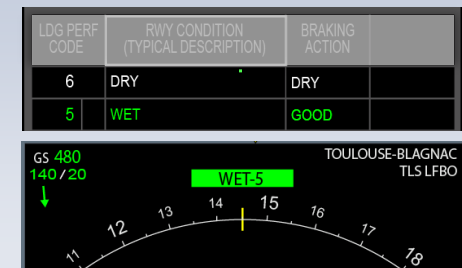 LDG PERF CODE
RWY CONDITION (TYPICAL DESCRIPTION)
BRAKING ACTION
6 DRY DRY
5 WET GOOD
GS 480
140/20
TOULOUSE-BLAGNAC
TLS LFBO
WET-5
11 12 13 14 15 16 17 18